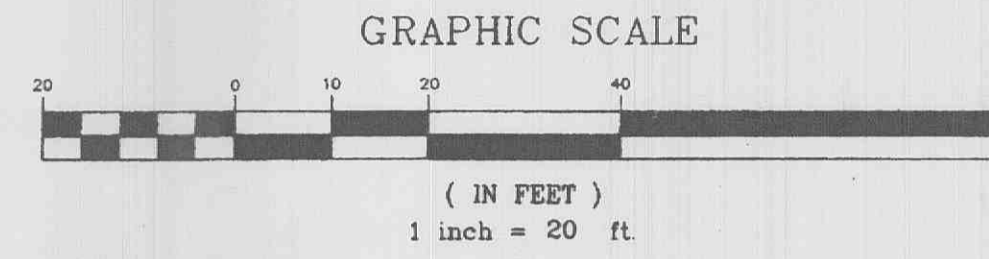 GRAPHIC SCALE
20 0 10 20 40
( IN FEET )
1 inch = 20 ft.